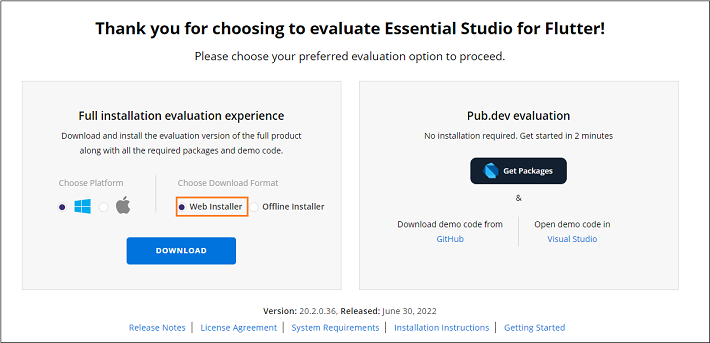 Thank you for choosing to evaluate Essential Studio for Flutter!
Please choose your preferred evaluation option to proceed.
Full installation evaluation experience
Download and install the evaluation version of the full product
along with all the required packages and demo code.
Choose Platform
Choose Download Format
Web Installer
Offline Installer
DOWNLOAD
Pub.dev evaluation
No installation required. Get started in 2 minutes
Get Packages
&
Download demo code from
GitHub
Open demo code in
Visual Studio
Version: 20.2.0.36, Released: June 30, 2022
Release Notes | License Agreement | System Requirements | Installation Instructions | Getting Started